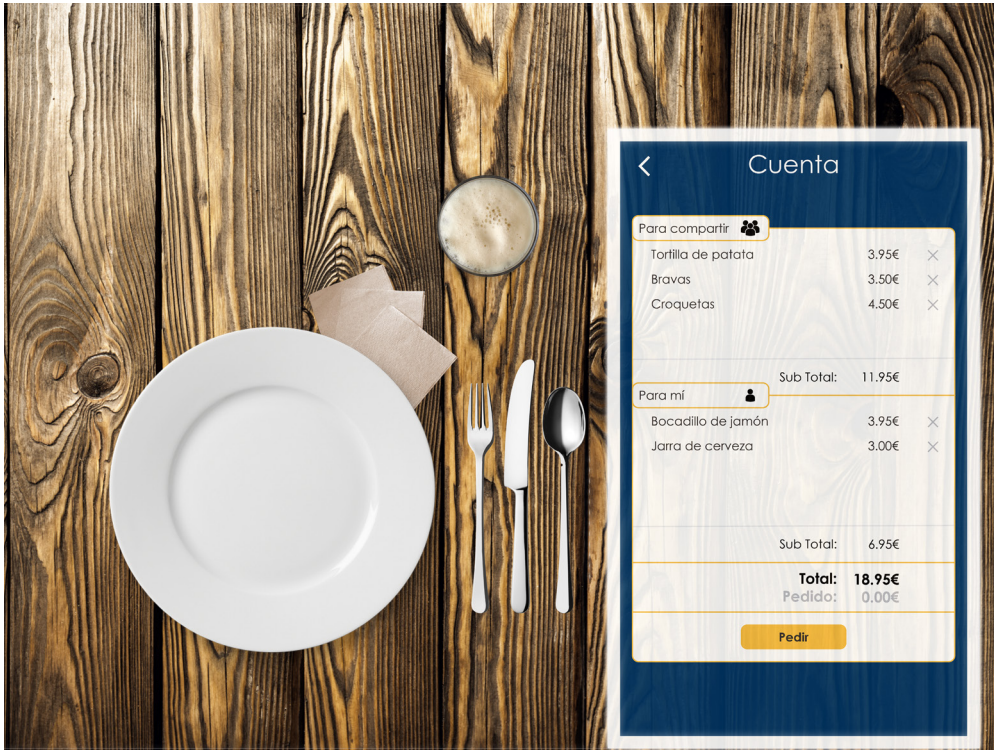 Cuenta
Para compartir
Tortilla de patata 3.95€
Bravas 3.50€
Croquetas 4.50€
Sub Total: 11.95€
Para mí
Bocadillo de jamón 3.95€
Jarra de cerveza 3.00€
Sub Total: 6.95€
Total: 18.95€
Pedido: 0.00€
Pedir